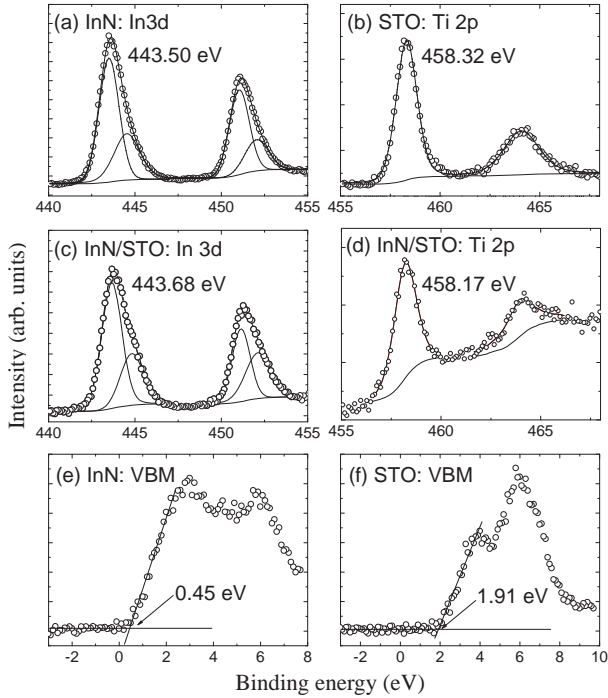 (a) InN: In3d
443.50 eV
440 445 450 455
(b) STO: Ti 2p
458.32 eV
455 460 465
(c) InN/STO: In 3d
443.68 eV
440 445 450 455
(d) InN/STO: Ti 2p
458.17 eV
455 460 465
Intensity (arb. units)
(e) InN: VBM
0.45 eV
-2 0 2 4 6 8
(f) STO: VBM
1.91 eV
-2 0 2 4 6 8 10
Binding energy (eV)
Binding energy (eV)